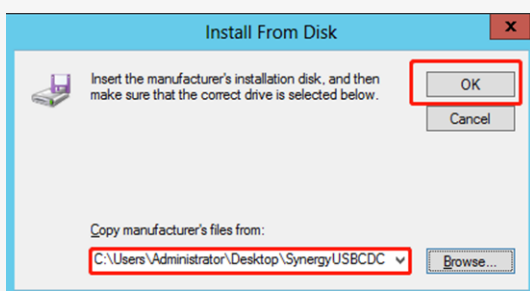 Install From Disk
x
Insert the manufacturer's installation disk, and then
make sure that the correct drive is selected below.
OK
Cancel
Copy manufacturer's files from:
C:\Users\Administrator\Desktop\SynergyUSBCDC
Browse...